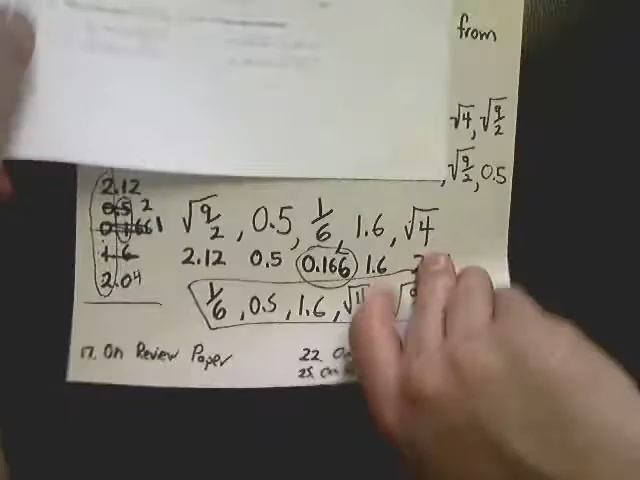 from
√4, √9/2
, √9/2, 0.5
2.12
0.5 2
0.1661
1.6
2.04
√9/2, 0.5, 1/6, 1.6, √4
2.12 0.5 0.166 1.6
1/6, 0.5, 1.6,
17. On Review Paper
22.